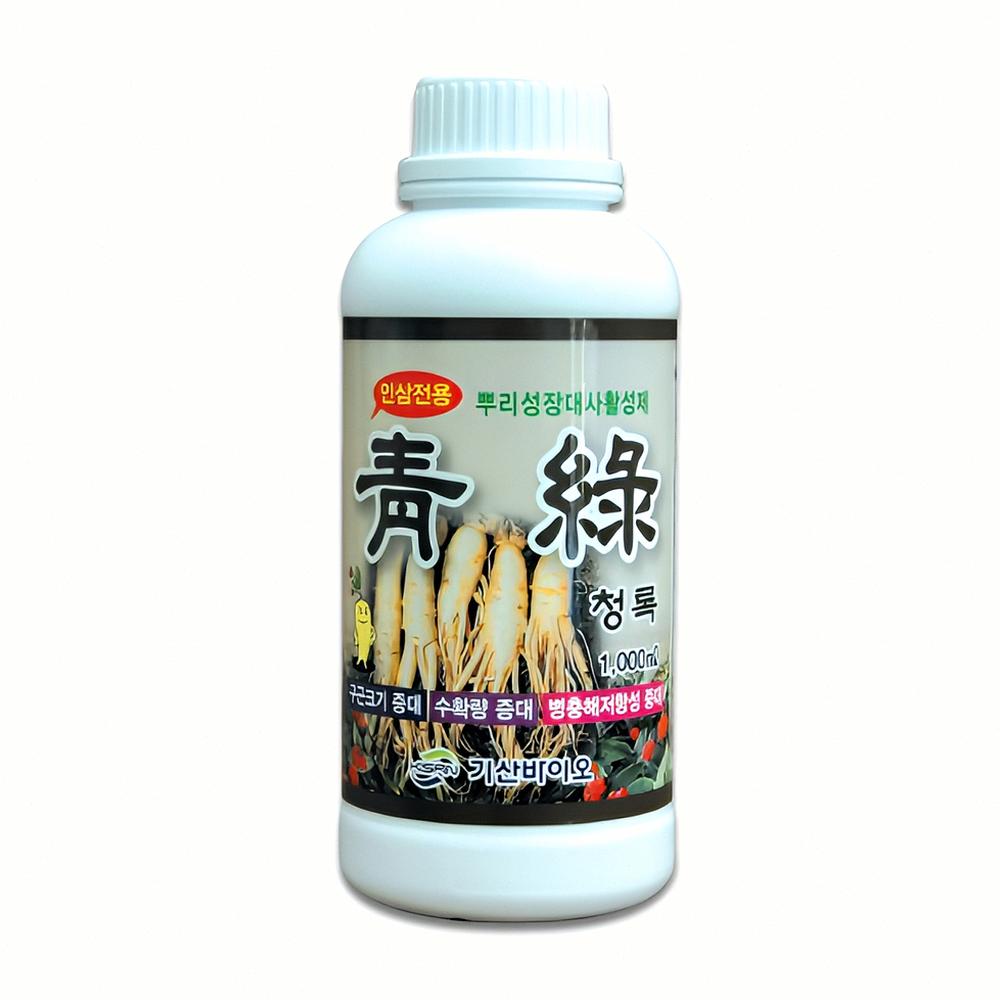 인삼전용
뿌리성장대사활성제
青綠
청록
1,000㎖
구근크기 증대 수확량 증대 병충해저항성 증대
기산바이오